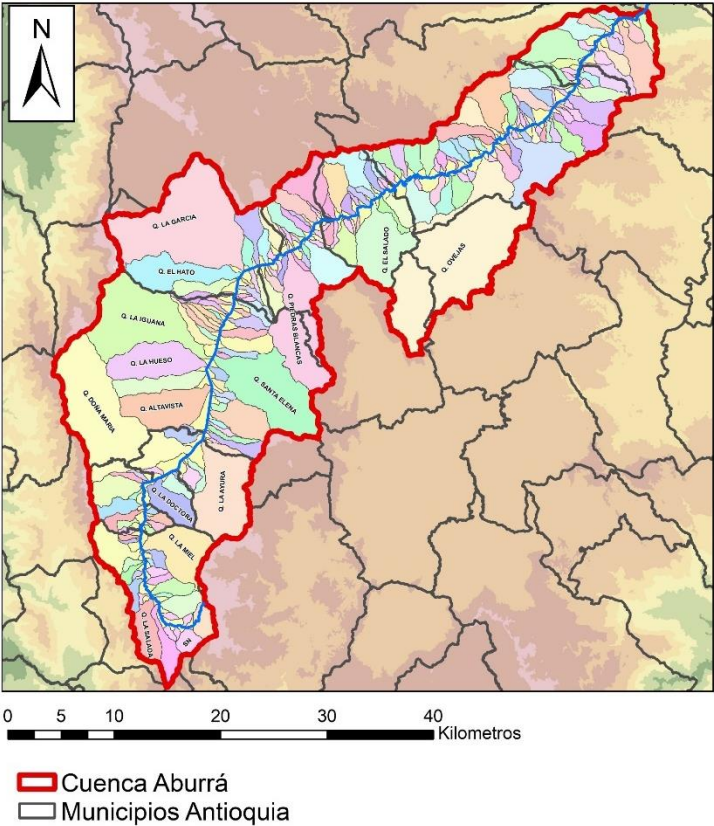 N
Q. LA GARCIA
Q. EL HATO
Q. EL SALADO
Q. OVEJAS
Q. LA IGUANA
Q. PIEDRAS BLANCAS
Q. LA HUESO
Q. DOÑA MARIA
Q. ALTAVISTA
Q. SANTA ELENA
Q. LA DOCTORA
Q. LA AYURA
Q. LA MIEL
Q. LA SALADA
SN
0 5 10 20 30 40
Kilometros
Cuenca Aburrá
Municipios Antioquia